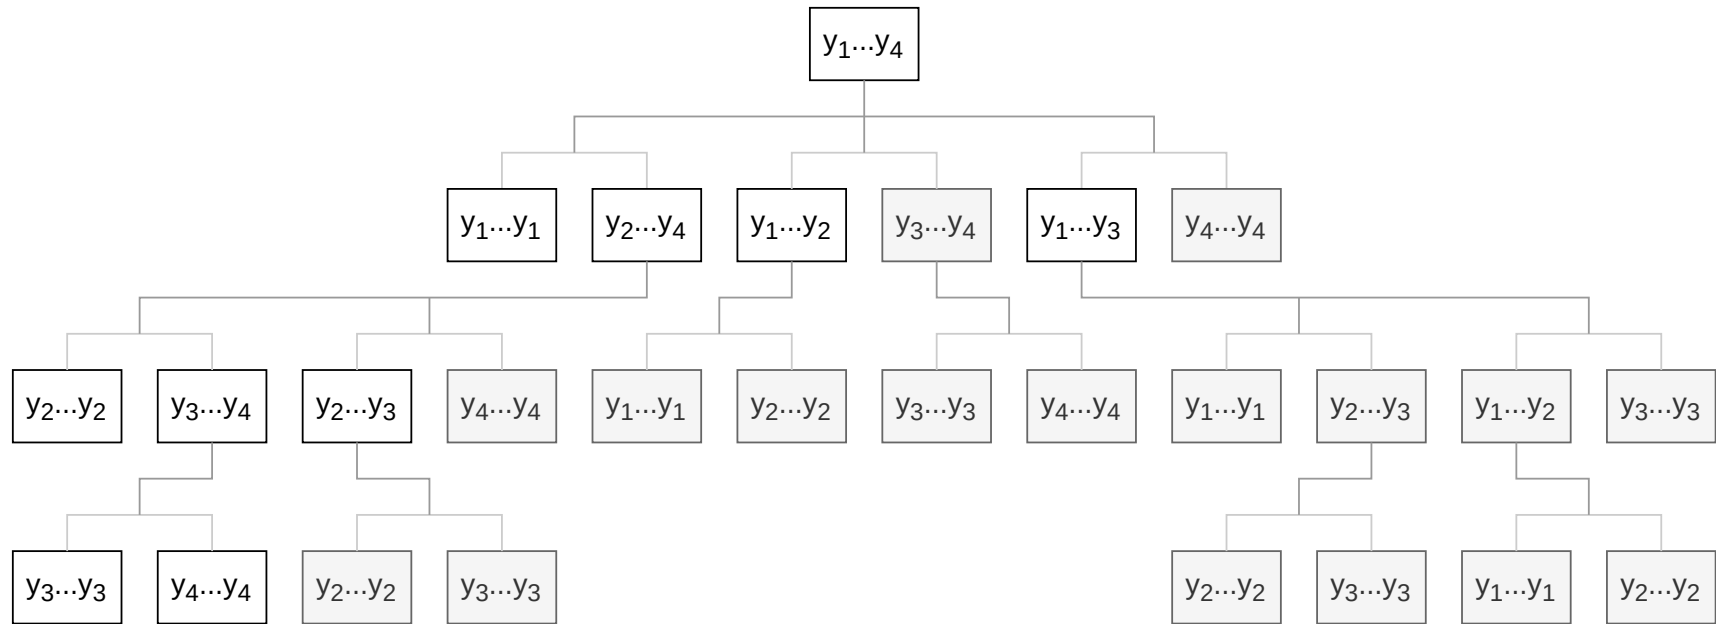 y₁...y₄
y₁...y₁ y₂...y₄ y₁...y₂ y₃...y₄ y₁...y₃ y₄...y₄
y₂...y₂ y₃...y₄ y₂...y₃ y₄...y₄ y₁...y₁ y₂...y₂ y₃...y₃ y₄...y₄ y₁...y₁ y₂...y₃ y₁...y₂ y₃...y₃
y₃...y₃ y₄...y₄ y₂...y₂ y₃...y₃ y₂...y₂ y₃...y₃ y₁...y₁ y₂...y₂